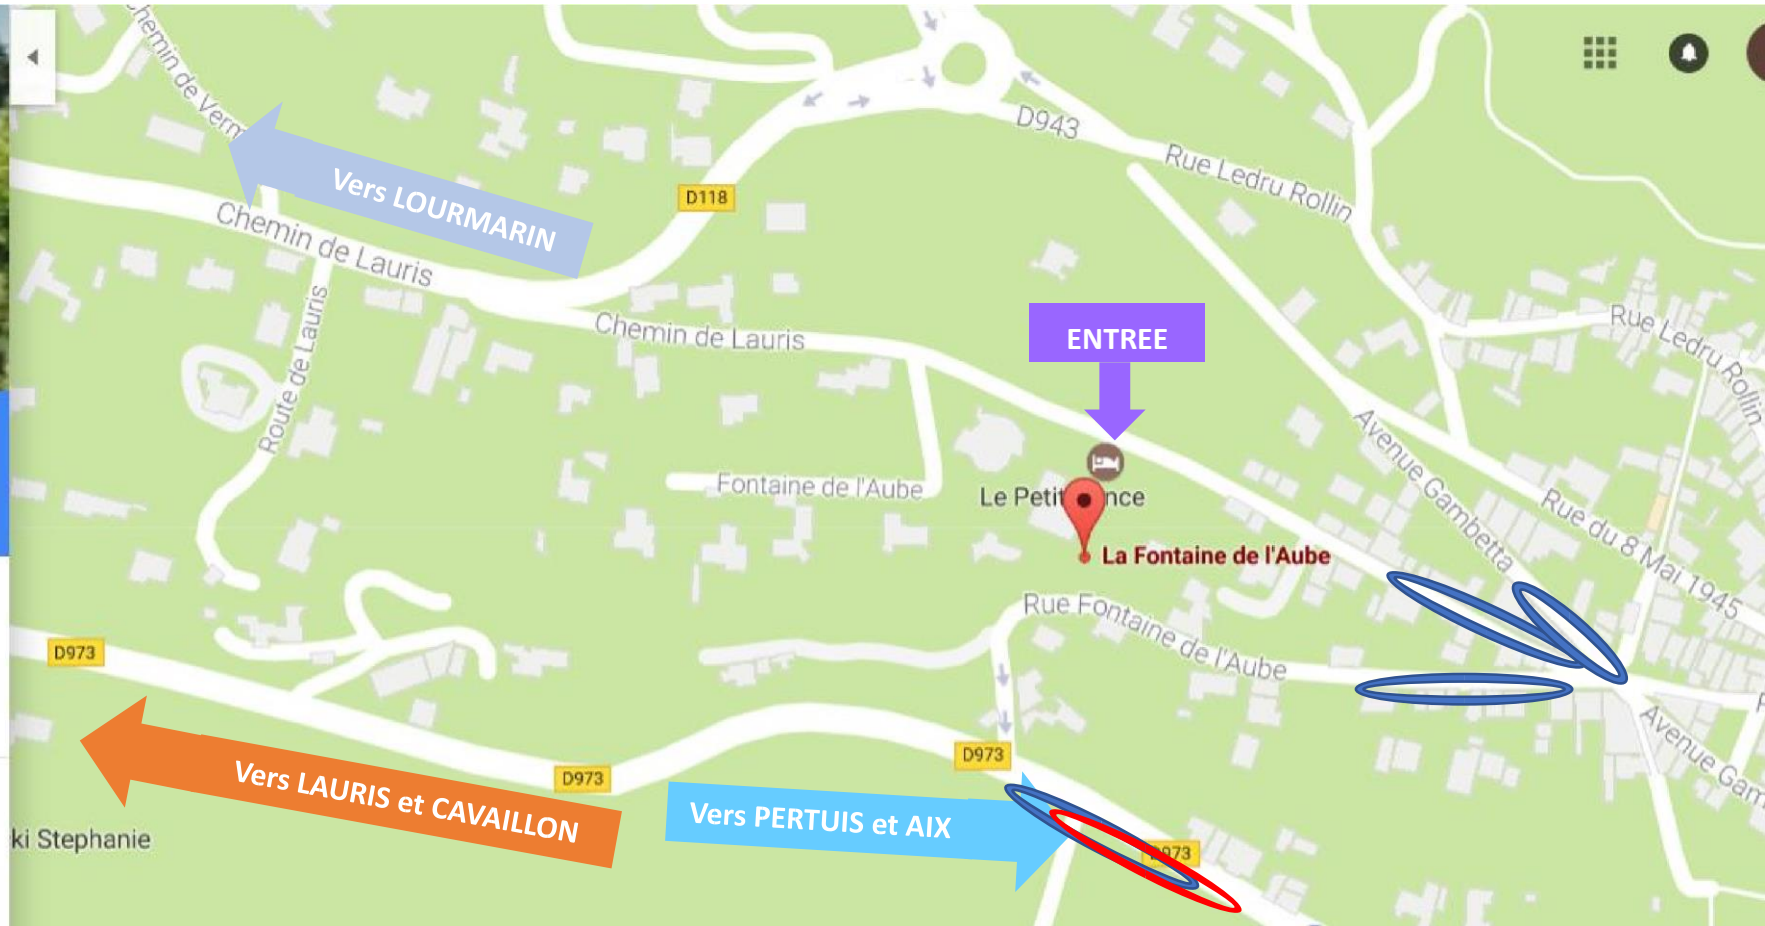 Chemin de Verm
D943
Rue Ledru Rollin
Vers LOURMARIN
D118
Chemin de Lauris
Chemin de Lauris
Rue Ledru Rollin
ENTREE
Route de Lauris
Avenue Gambetta
Fontaine de l'Aube
Le Petit nce
Rue du 8 Mai 1945
La Fontaine de l'Aube
Rue Fontaine de l'Aube
D973
D973
D973
Avenue Gam
Vers LAURIS et CAVAILLON
Vers PERTUIS et AIX
ki Stephanie
D973